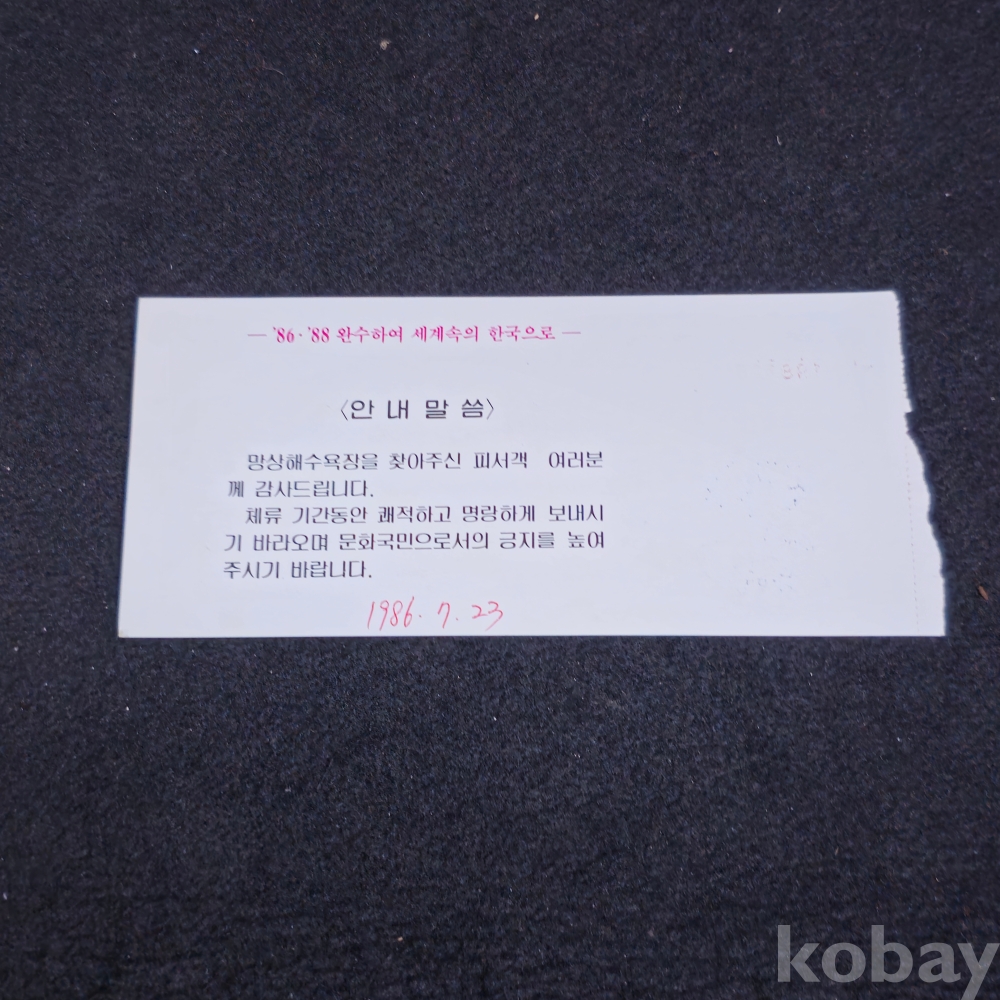 — '86 · '88 완수하여 세계속의 한국으로 —
〈안 내 말 씀〉
망상해수욕장을 찾아주신 피서객 여러분
께 감사드립니다.
체류 기간동안 쾌적하고 명랑하게 보내시
기 바라오며 문화국민으로서의 긍지를 높여
주시기 바랍니다.
1986. 7. 23
kobay